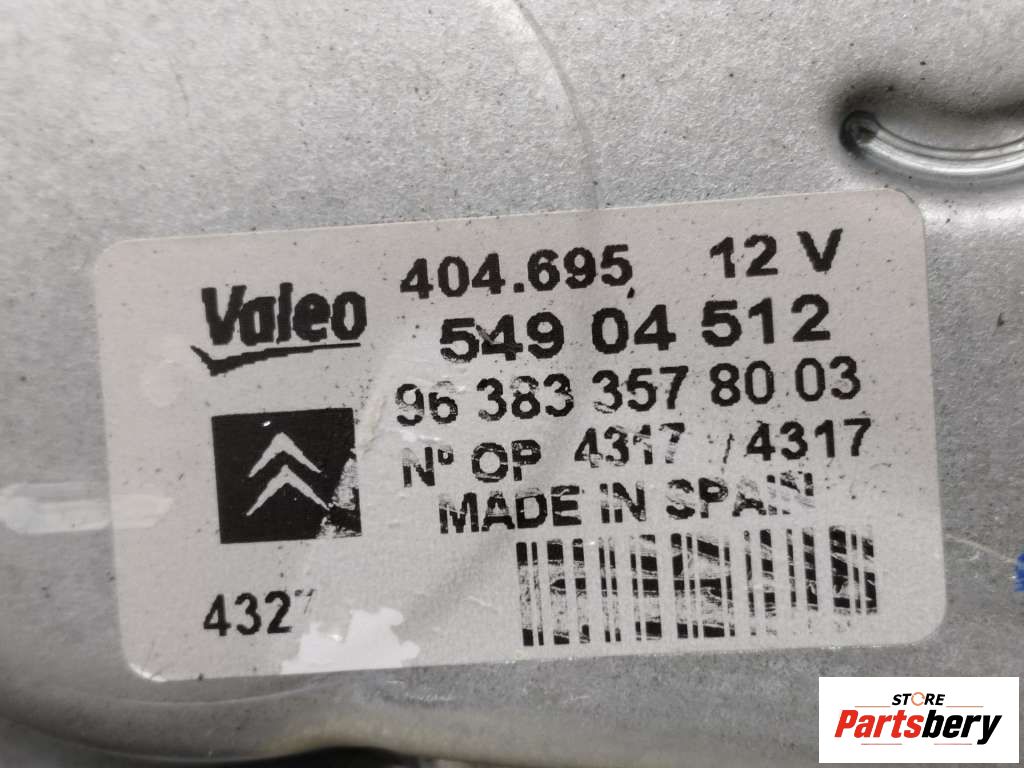 Valeo
404.695 12 V
549 04 512
96 383 357 80 03
Nº OP 4317 / 4317
MADE IN SPAIN
432
STORE
Partsbery